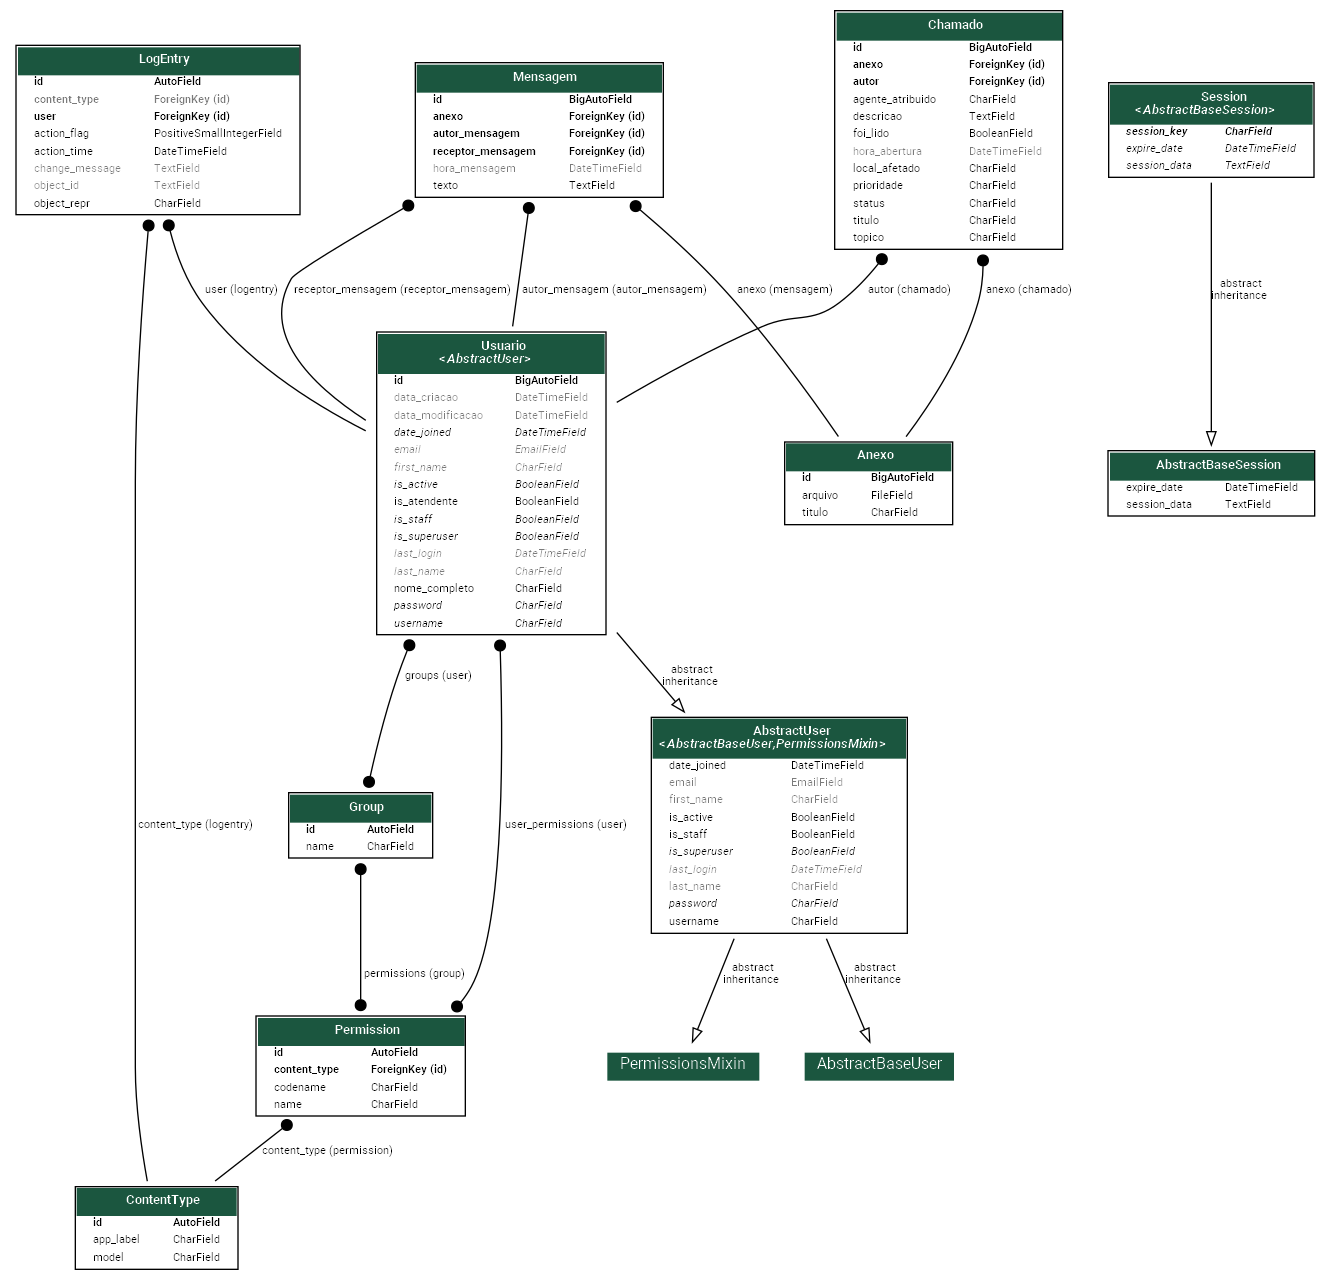 LogEntry
id AutoField
content_type ForeignKey (id)
user ForeignKey (id)
action_flag PositiveSmallIntegerField
action_time DateTimeField
change_message TextField
object_id TextField
object_repr CharField
Mensagem
id BigAutoField
anexo ForeignKey (id)
autor_mensagem ForeignKey (id)
receptor_mensagem ForeignKey (id)
hora_mensagem DateTimeField
texto TextField
Chamado
id BigAutoField
anexo ForeignKey (id)
autor ForeignKey (id)
agente_atribuido CharField
descricao TextField
foi_lido BooleanField
hora_abertura DateTimeField
local_afetado CharField
prioridade CharField
status CharField
titulo CharField
topico CharField
Session
<AbstractBaseSession>
session_key CharField
expire_date DateTimeField
session_data TextField
user (logentry)
receptor_mensagem (receptor_mensagem)
autor_mensagem (autor_mensagem)
anexo (mensagem)
autor (chamado)
anexo (chamado)
abstract
inheritance
Usuario
<AbstractUser>
id BigAutoField
data_criacao DateTimeField
data_modificacao DateTimeField
date_joined DateTimeField
email EmailField
first_name CharField
is_active BooleanField
is_atendente BooleanField
is_staff BooleanField
is_superuser BooleanField
last_login DateTimeField
last_name CharField
nome_completo CharField
password CharField
username CharField
Anexo
id BigAutoField
arquivo FileField
titulo CharField
AbstractBaseSession
expire_date DateTimeField
session_data TextField
groups (user)
abstract
inheritance
AbstractUser
<AbstractBaseUser,PermissionsMixin>
date_joined DateTimeField
email EmailField
first_name CharField
is_active BooleanField
is_staff BooleanField
is_superuser BooleanField
last_login DateTimeField
last_name CharField
password CharField
username CharField
Group
id AutoField
name CharField
content_type (logentry)
user_permissions (user)
permissions (group)
abstract
inheritance
abstract
inheritance
Permission
id AutoField
content_type ForeignKey (id)
codename CharField
name CharField
PermissionsMixin
AbstractBaseUser
content_type (permission)
ContentType
id AutoField
app_label CharField
model CharField